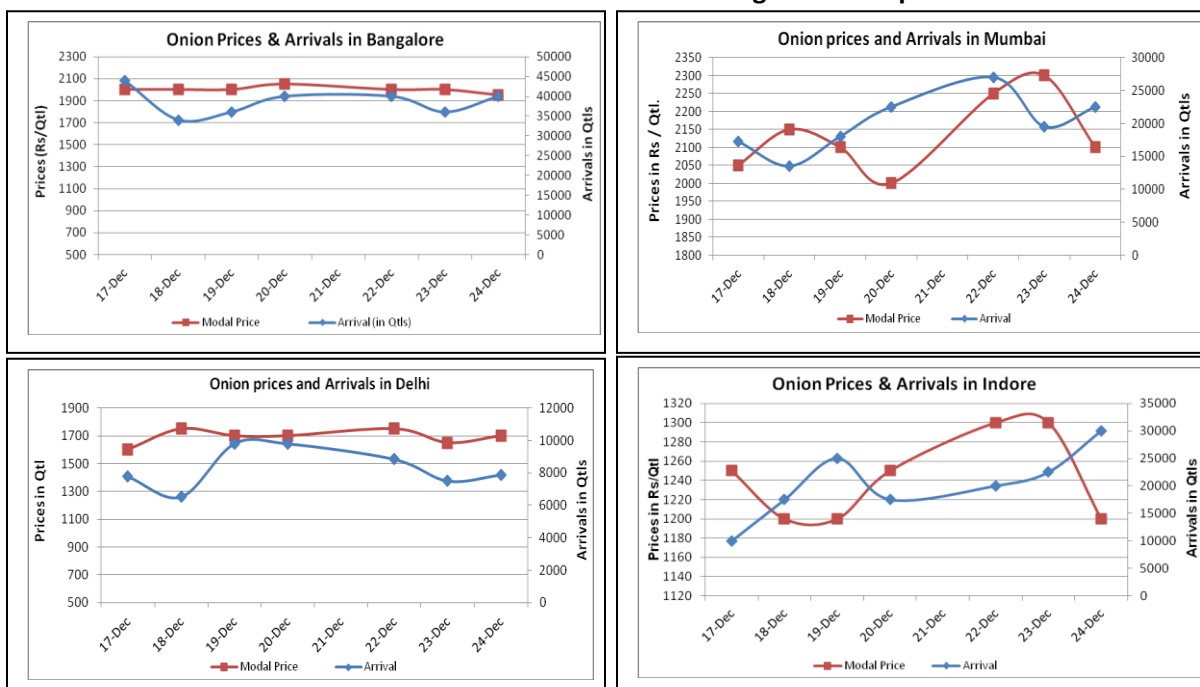 Onion Prices & Arrivals in Bangalore
Prices (Rs/Qtl)
2300
2100
1900
1700
1500
1300
1100
900
700
500
50000
45000
40000
35000
30000
25000
20000
15000
10000
5000
0
Arrivals in Qtls
17-Dec
18-Dec
19-Dec
20-Dec
21-Dec
22-Dec
23-Dec
24-Dec
Modal Price Arrival (in Qtls)
Onion prices and Arrivals in Mumbai
Prices in Rs / Qtl.
2350
2300
2250
2200
2150
2100
2050
2000
1950
1900
1850
1800
30000
25000
20000
15000
10000
5000
0
Arrivals in Qtls
17-Dec
18-Dec
19-Dec
20-Dec
21-Dec
22-Dec
23-Dec
24-Dec
Modal Price Arrival
Onion prices and Arrivals in Delhi
Prices in Qtl
1900
1700
1500
1300
1100
900
700
500
12000
10000
8000
6000
4000
2000
0
Arrivals in Qtls
17-Dec
18-Dec
19-Dec
20-Dec
22-Dec
23-Dec
24-Dec
Modal Price Arrival
Onion Prices & Arrivals in Indore
Prices in Rs/Qtl
1320
1300
1280
1260
1240
1220
1200
1180
1160
1140
1120
35000
30000
25000
20000
15000
10000
5000
0
Arrivals in Qtls
17-Dec
18-Dec
19-Dec
20-Dec
22-Dec
23-Dec
24-Dec
Modal Price Arrival